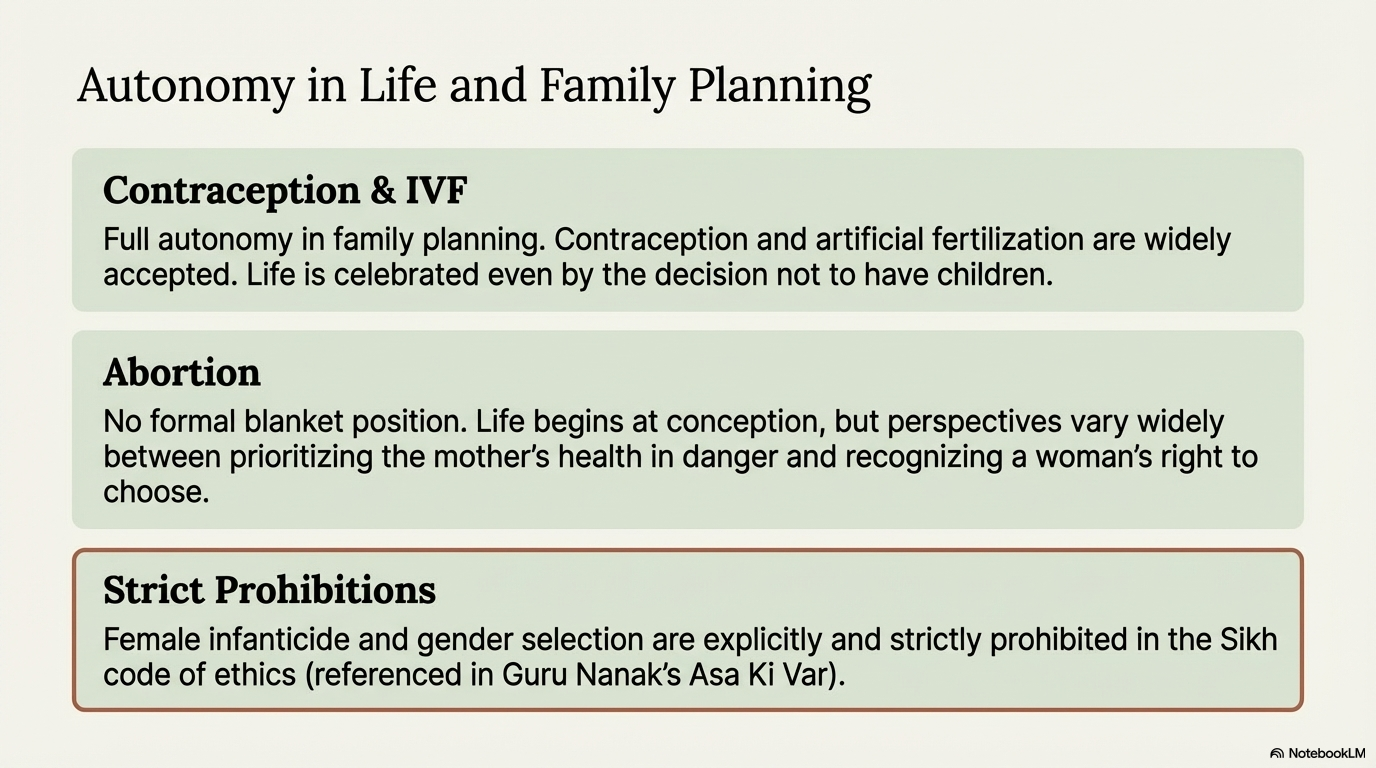 Autonomy in Life and Family Planning
Contraception & IVF
Full autonomy in family planning. Contraception and artificial fertilization are widely
accepted. Life is celebrated even by the decision not to have children.
Abortion
No formal blanket position. Life begins at conception, but perspectives vary widely
between prioritizing the mother’s health in danger and recognizing a woman’s right to
choose.
Strict Prohibitions
Female infanticide and gender selection are explicitly and strictly prohibited in the Sikh
code of ethics (referenced in Guru Nanak’s Asa Ki Var).
NotebookLM